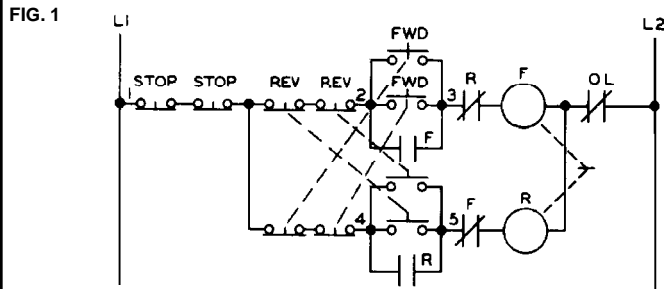 FIG. 1
L1 L2
FWD
STOP STOP REV REV 2 FWD 3 R F OL
1
F
4 5 F R
R